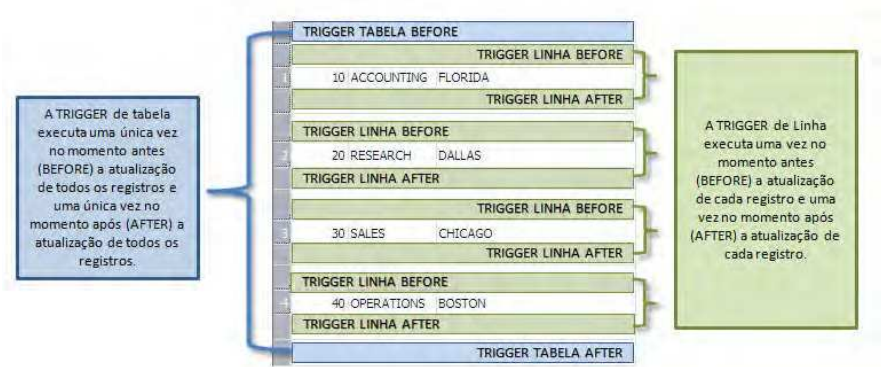 TRIGGER TABELA BEFORE
TRIGGER LINHA BEFORE
1 10 ACCOUNTING FLORIDA
TRIGGER LINHA AFTER
TRIGGER LINHA BEFORE
2 20 RESEARCH DALLAS
TRIGGER LINHA AFTER
TRIGGER LINHA BEFORE
3 30 SALES CHICAGO
TRIGGER LINHA AFTER
TRIGGER LINHA BEFORE
4 40 OPERATIONS BOSTON
TRIGGER LINHA AFTER
TRIGGER TABELA AFTER
A TRIGGER de tabela
executa uma única vez
no momento antes
(BEFORE) a atualização
de todos os registros e
uma única vez no
momento após (AFTER) a
atualização de todos os
registros.
A TRIGGER de Linha
executa uma vez no
momento antes
(BEFORE) a atualização
de cada registro e uma
vez no momento após
(AFTER) a atualização de
cada registro.